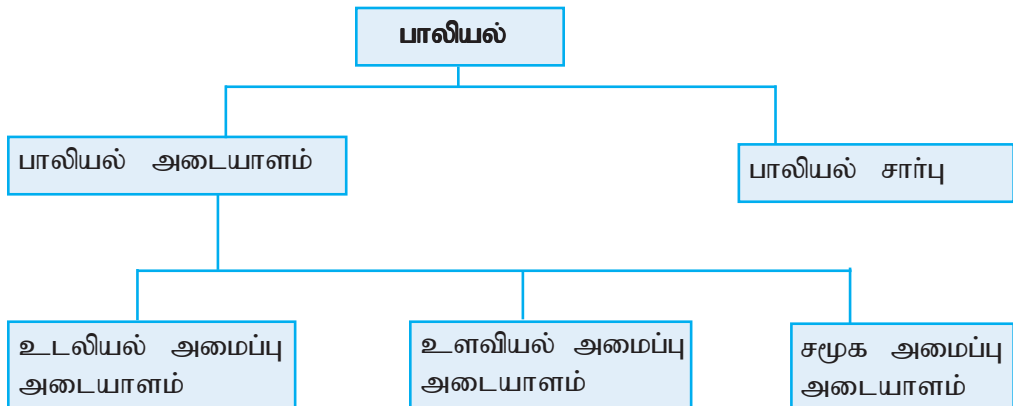 பாலியல்
பாலியல் அடையாளம்
பாலியல் சார்பு
உடலியல் அமைப்பு
அடையாளம்
உளவியல் அமைப்பு
அடையாளம்
சமூக அமைப்பு
அடையாளம்